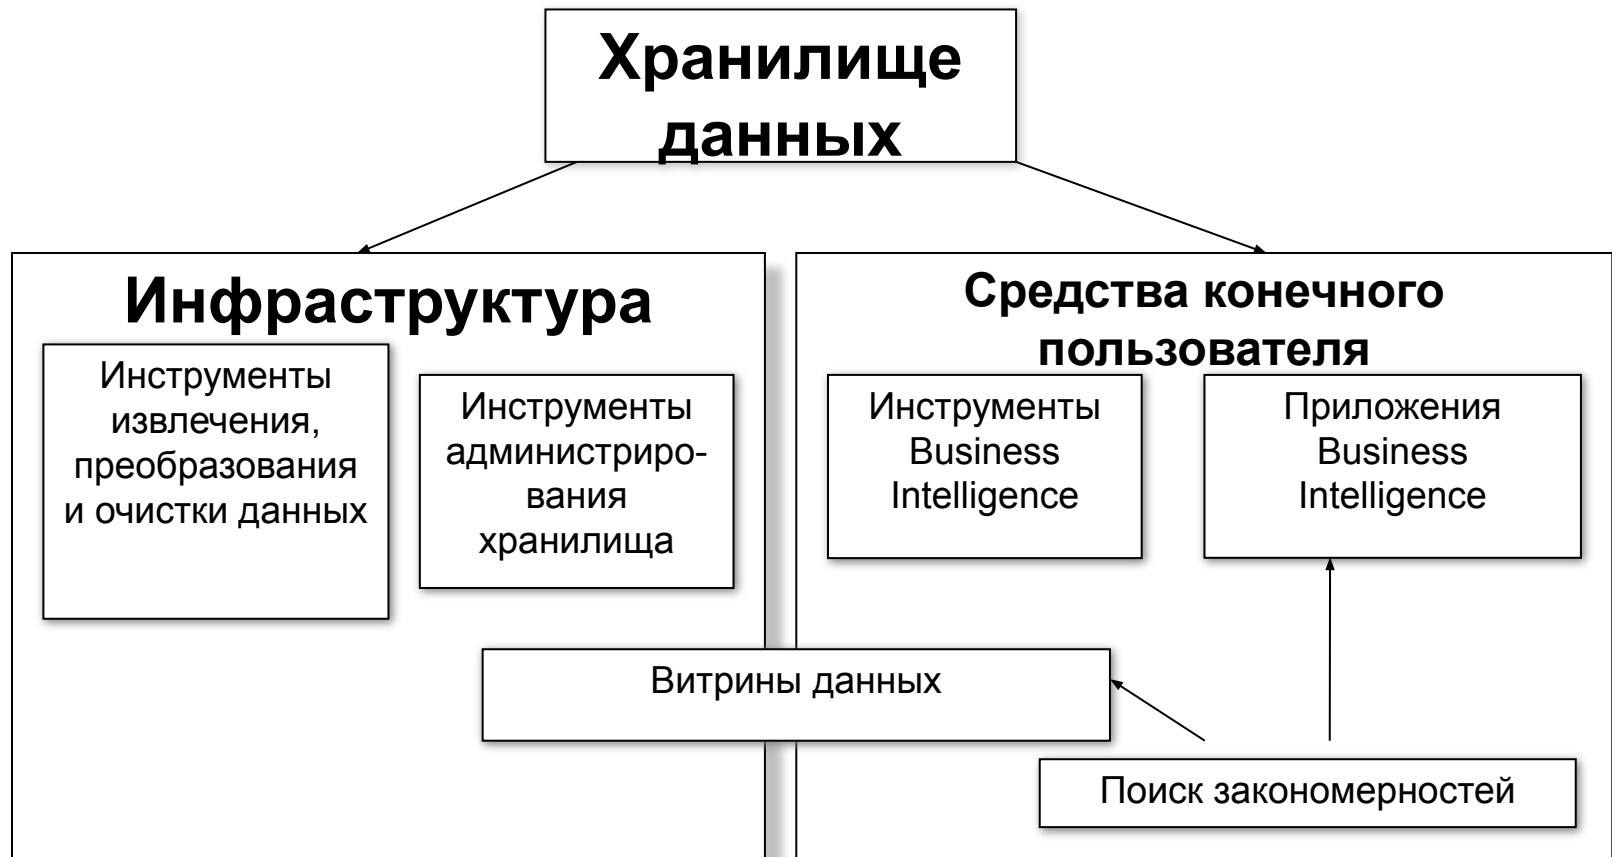 Хранилище
данных
Инфраструктура
Инструменты
извлечения,
преобразования
и очистки данных
Инструменты
администриро-
вания
хранилища
Средства конечного
пользователя
Инструменты
Business
Intelligence
Приложения
Business
Intelligence
Витрины данных
Поиск закономерностей